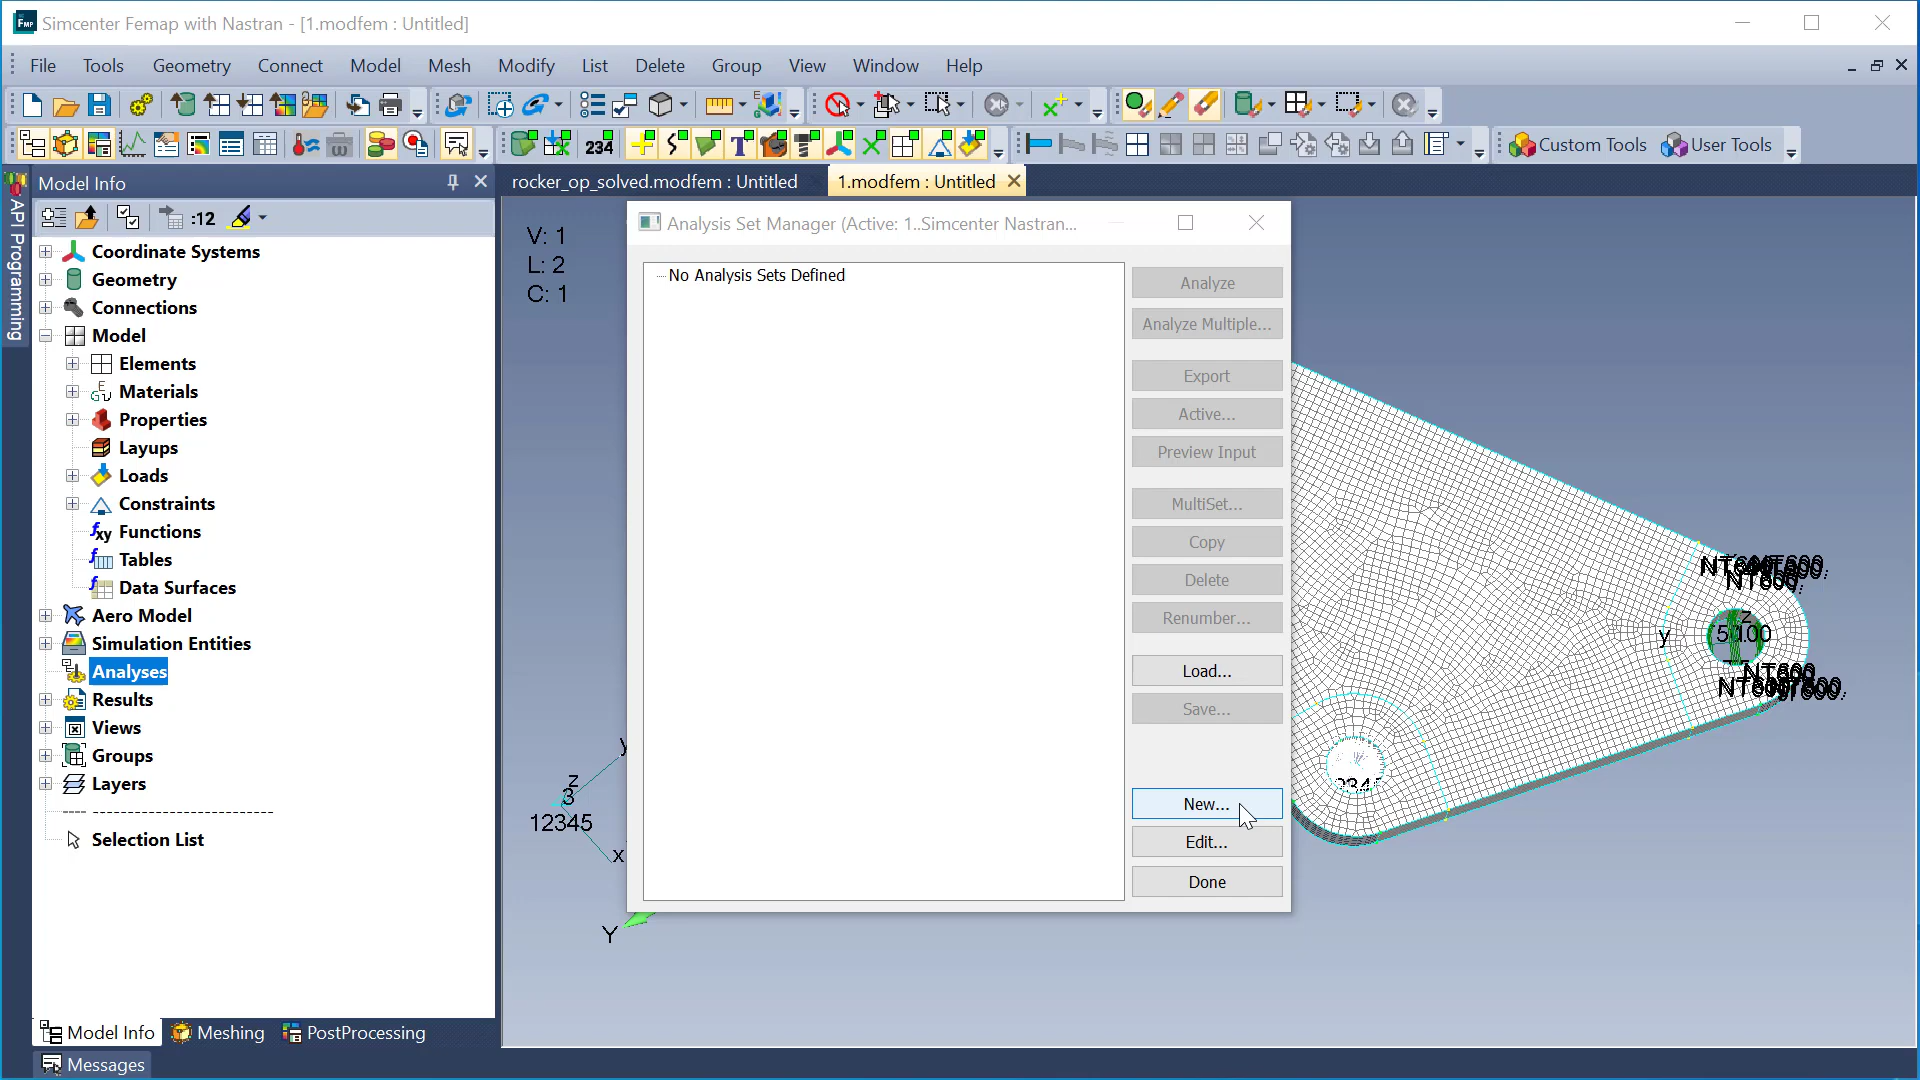 Simcenter Femap with Nastran - [1.modfem : Untitled]
File Tools Geometry Connect Model Mesh Modify List Delete Group View Window Help
234 Custom Tools User Tools
API Programming
Model Info
rocker_op_solved.modfem : Untitled
1.modfem : Untitled
:12
Coordinate Systems
Geometry
Connections
Model
Elements
Materials
Properties
Layups
Loads
Constraints
Functions
Tables
Data Surfaces
Aero Model
Simulation Entities
Analyses
Results
Views
Groups
Layers
Selection List
Model Info
Meshing
PostProcessing
Messages
V: 1
L: 2
C: 1
Analysis Set Manager (Active: 1..Simcenter Nastran...
No Analysis Sets Defined
Analyze
Analyze Multiple...
Export
Active...
Preview Input
MultiSet...
Copy
Delete
Renumber...
Load...
Save...
New...
Edit...
Done
y
z
3
12345
x
Y
y
z